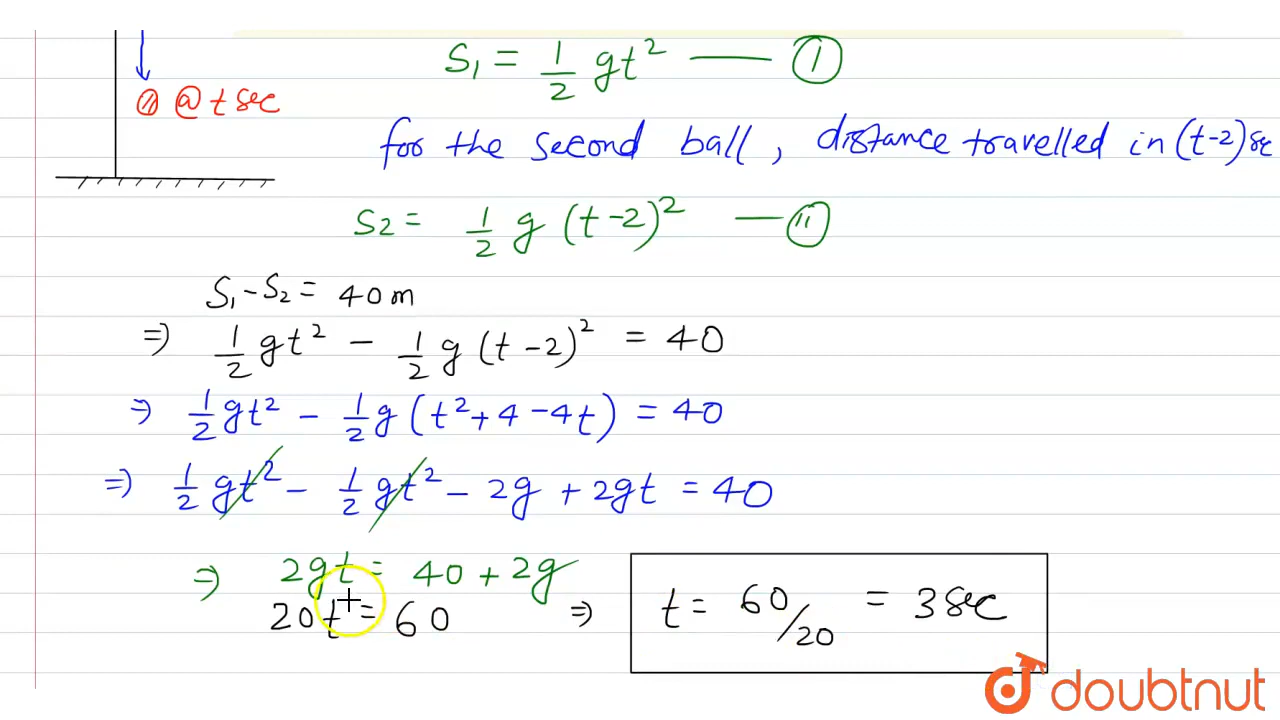 S₁ = 1/2 gt² —— ①
⑪ @ t sec
for the second ball, distance travelled in (t-2) sec
S2 = 1/2 g (t-2)² — ⑪
S₁ - S₂ = 40 m
⇒ 1/2 gt² - 1/2 g (t-2)² = 40
⇒ 1/2 gt² - 1/2 g (t² + 4 - 4t) = 40
⇒ 1/2 gt² - 1/2 gt² - 2g + 2gt = 40
⇒ 2gt = 40 + 2g
20t = 60 ⇒ t = 60/20 = 3 sec
doubtnut